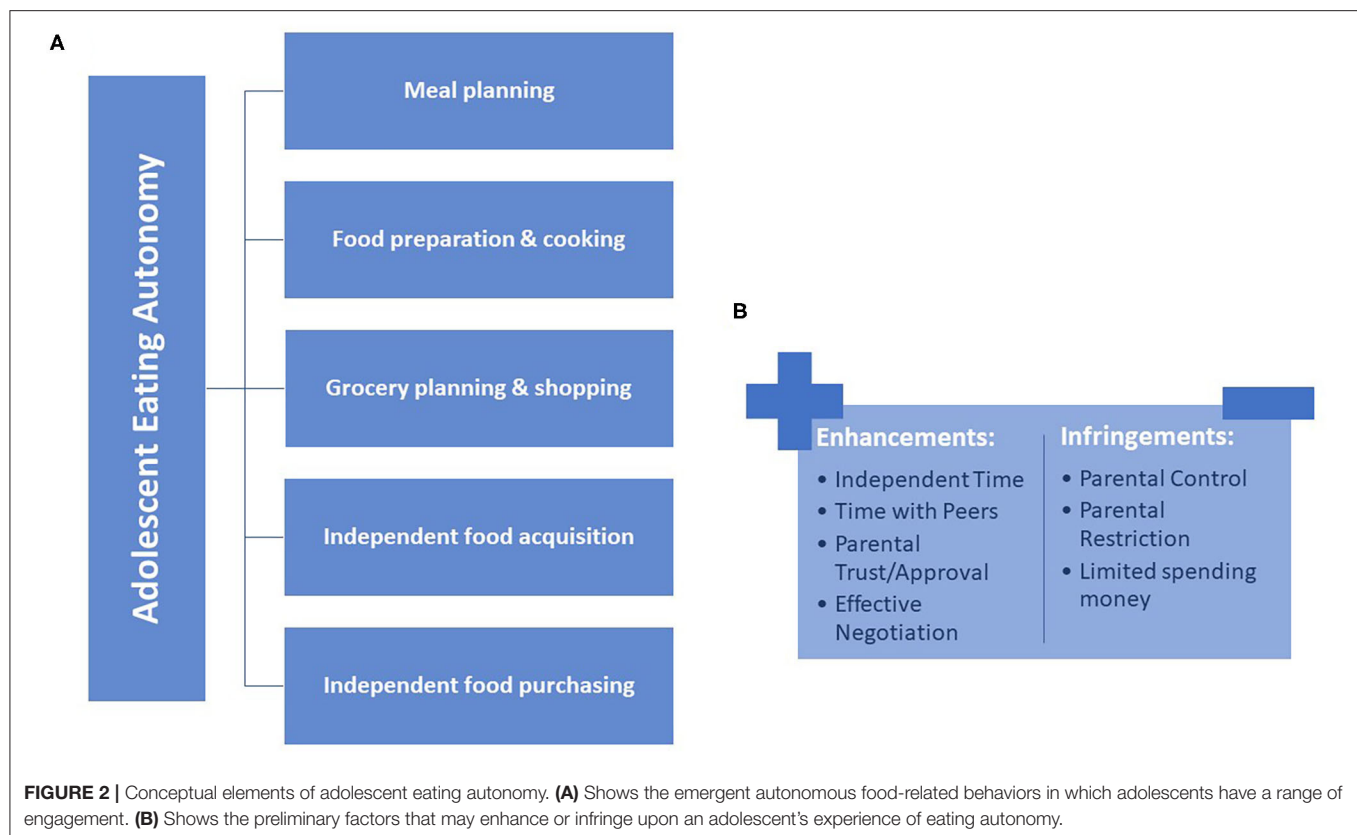 A
Adolescent Eating Autonomy
Meal planning
Food preparation & cooking
Grocery planning & shopping
Independent food acquisition
Independent food purchasing
B
Enhancements:
• Independent Time
• Time with Peers
• Parental
Trust/Approval
• Effective
Negotiation
Infringements:
• Parental Control
• Parental
Restriction
• Limited spending
money
FIGURE 2 | Conceptual elements of adolescent eating autonomy. (A) Shows the emergent autonomous food-related behaviors in which adolescents have a range of
engagement. (B) Shows the preliminary factors that may enhance or infringe upon an adolescent’s experience of eating autonomy.